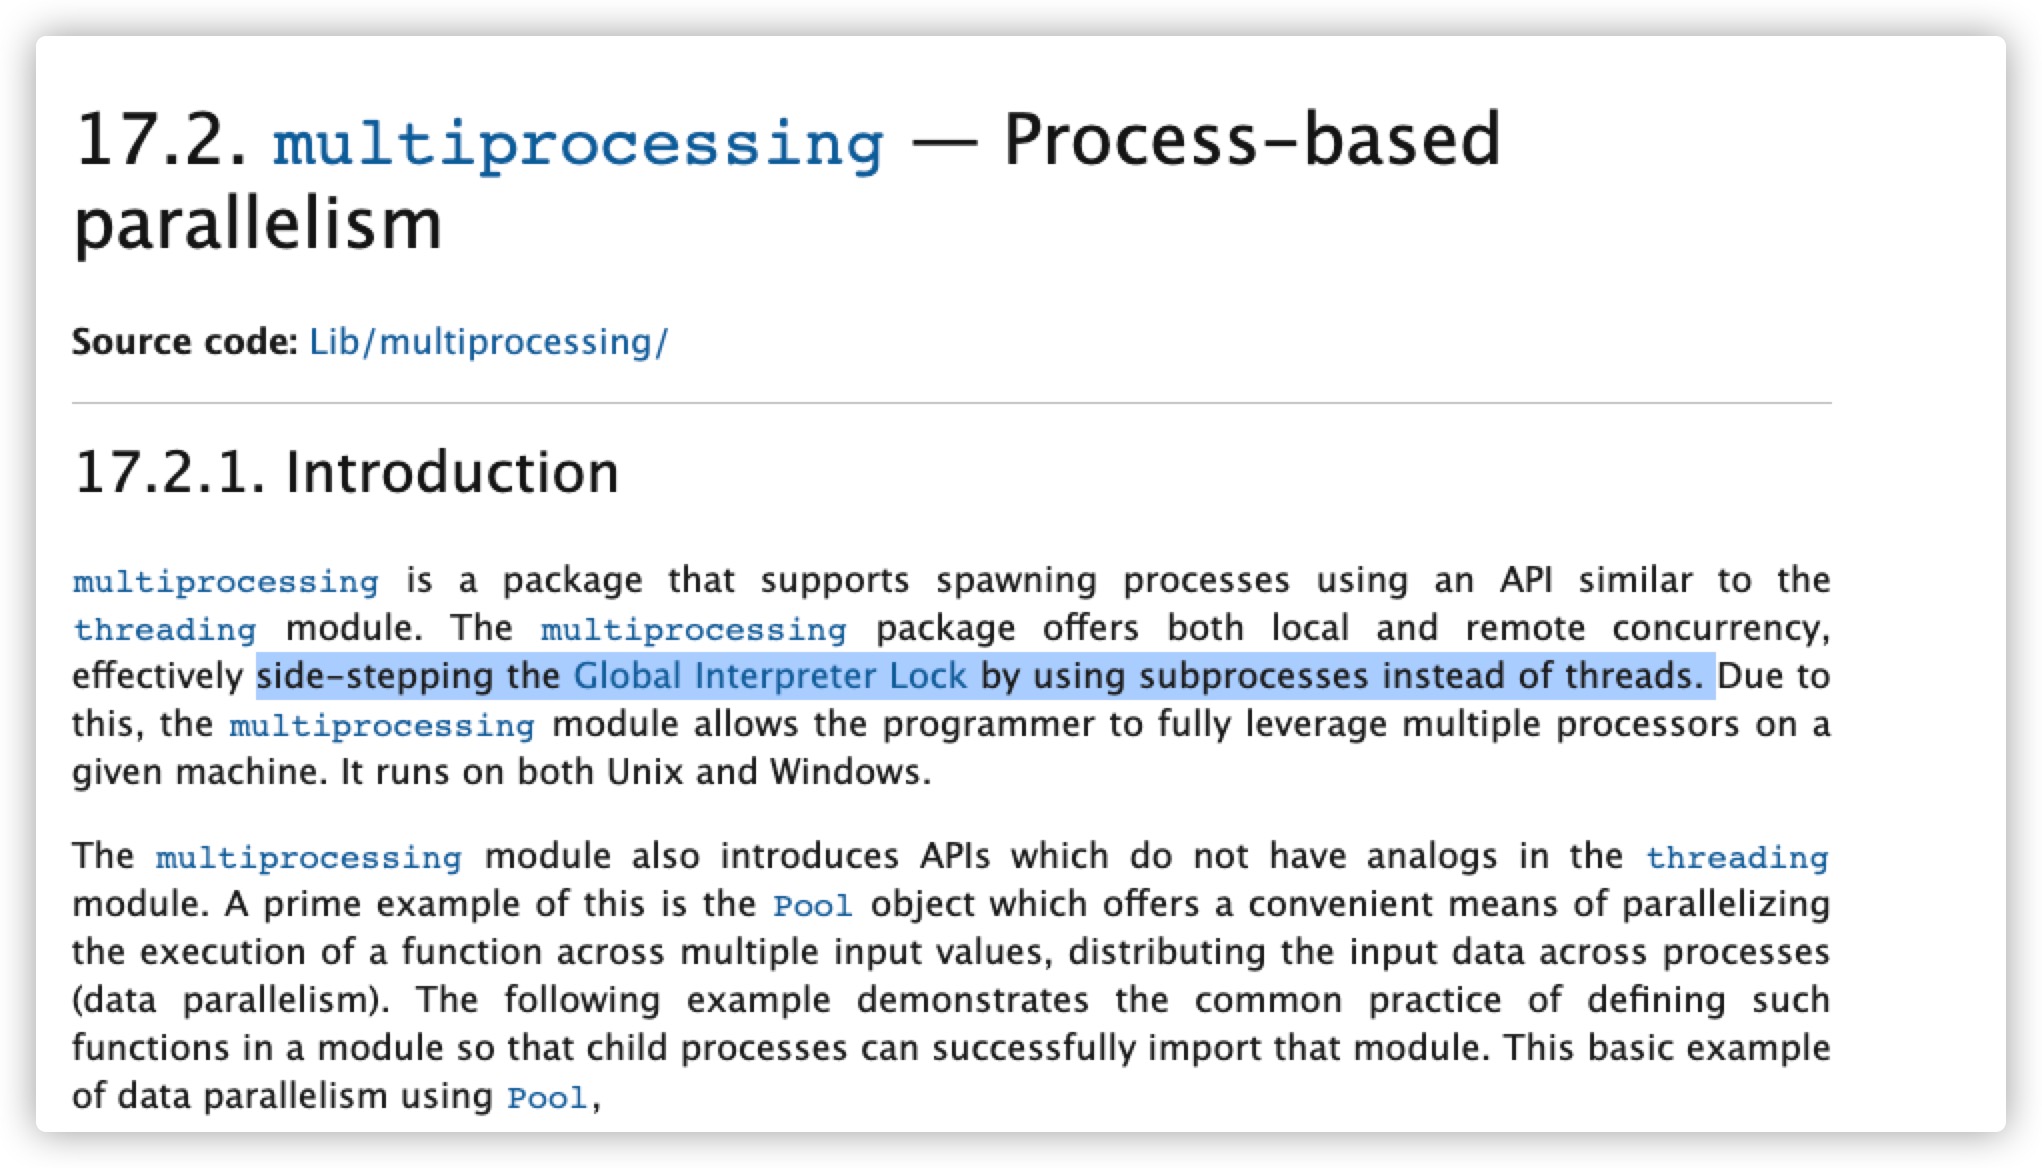 17.2. multiprocessing — Process-based
parallelism
Source code: Lib/multiprocessing/
17.2.1. Introduction
multiprocessing is a package that supports spawning processes using an API similar to the
threading module. The multiprocessing package offers both local and remote concurrency,
effectively side-stepping the Global Interpreter Lock by using subprocesses instead of threads. Due to
this, the multiprocessing module allows the programmer to fully leverage multiple processors on a
given machine. It runs on both Unix and Windows.
The multiprocessing module also introduces APIs which do not have analogs in the threading
module. A prime example of this is the Pool object which offers a convenient means of parallelizing
the execution of a function across multiple input values, distributing the input data across processes
(data parallelism). The following example demonstrates the common practice of defining such
functions in a module so that child processes can successfully import that module. This basic example
of data parallelism using Pool,